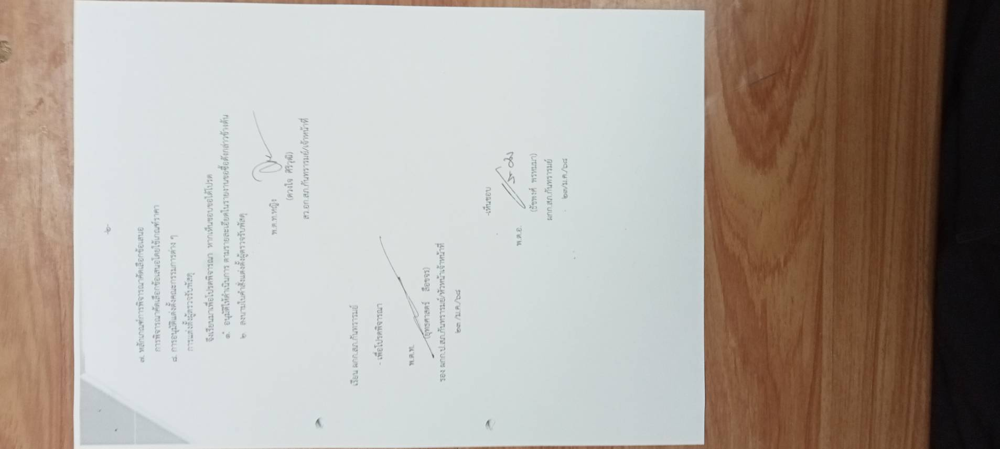 -๒-
๗. หลักเกณฑ์การพิจารณาคัดเลือกข้อเสนอ
การพิจารณาคัดเลือกข้อเสนอโดยใช้เกณฑ์ราคา
๘. การอนุมัติแต่งตั้งคณะกรรมการต่าง ๆ
การแต่งตั้งผู้ตรวจรับพัสดุ
จึงเรียนมาเพื่อโปรดพิจารณา หากเห็นชอบขอได้โปรด
๑. อนุมัติให้ดำเนินการ ตามรายละเอียดในรายงานขอซื้อดังกล่าวข้างต้น
๒. ลงนามในคำสั่งแต่งตั้งผู้ตรวจรับพัสดุ
พ.ต.ท.หญิง
(ดวงใจ ศิริวุฒิ)
สว.อก.สภ.กันทรารมย์/เจ้าหน้าที่
เรียน ผกก.สภ.กันทรารมย์
- เพื่อโปรดพิจารณา
พ.ต.ท.
(ยุทธศาสตร์ ลือขจร)
รอง ผกก.ป.สภ.กันทรารมย์/หัวหน้าเจ้าหน้าที่
๒๓ /ม.ค./๖๘
-เห็นชอบ
พ.ต.อ.
(ธัชพงศ์ พรหมมา)
ผกก.สภ.กันทรารมย์
๒๓/ม.ค./๖๘